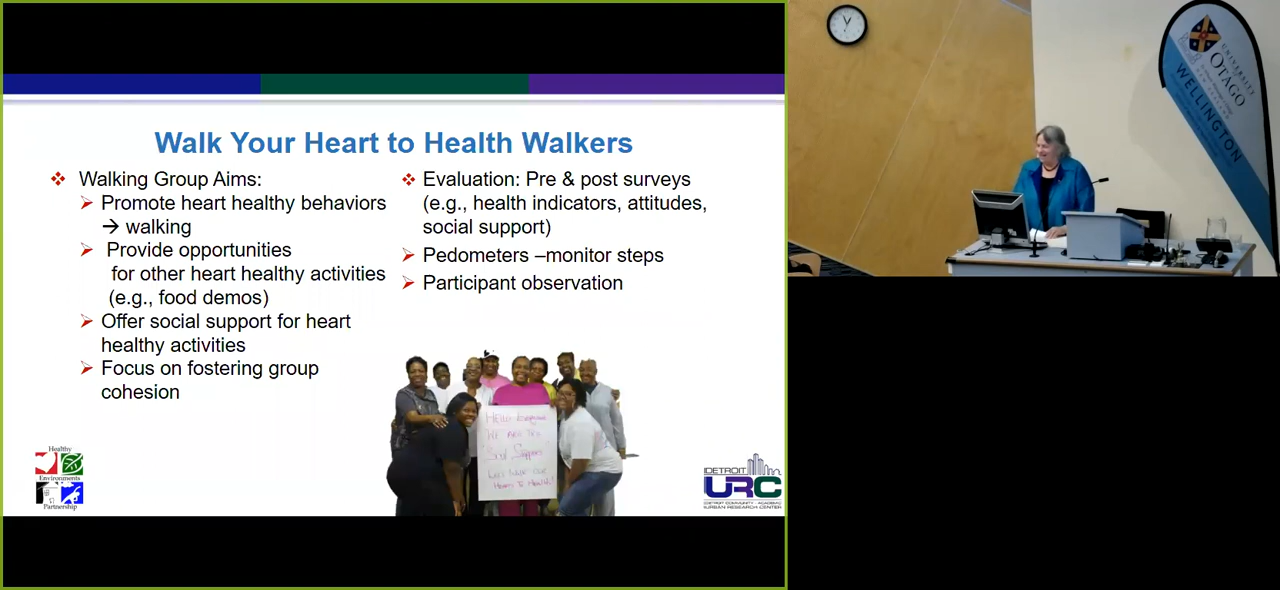 Walk Your Heart to Health Walkers
Walking Group Aims:
Promote heart healthy behaviors
→ walking
Provide opportunities
for other heart healthy activities
(e.g., food demos)
Offer social support for heart
healthy activities
Focus on fostering group
cohesion
Evaluation: Pre & post surveys
(e.g., health indicators, attitudes,
social support)
Pedometers –monitor steps
Participant observation
HELLO
WE ARE
Healthy
Environments
Partnership
DETROIT
URC
DETROIT COMMUNITY - ACADEMIC
URBAN RESEARCH CENTER
UNIVERSITY
OTAGO
WELLINGTON